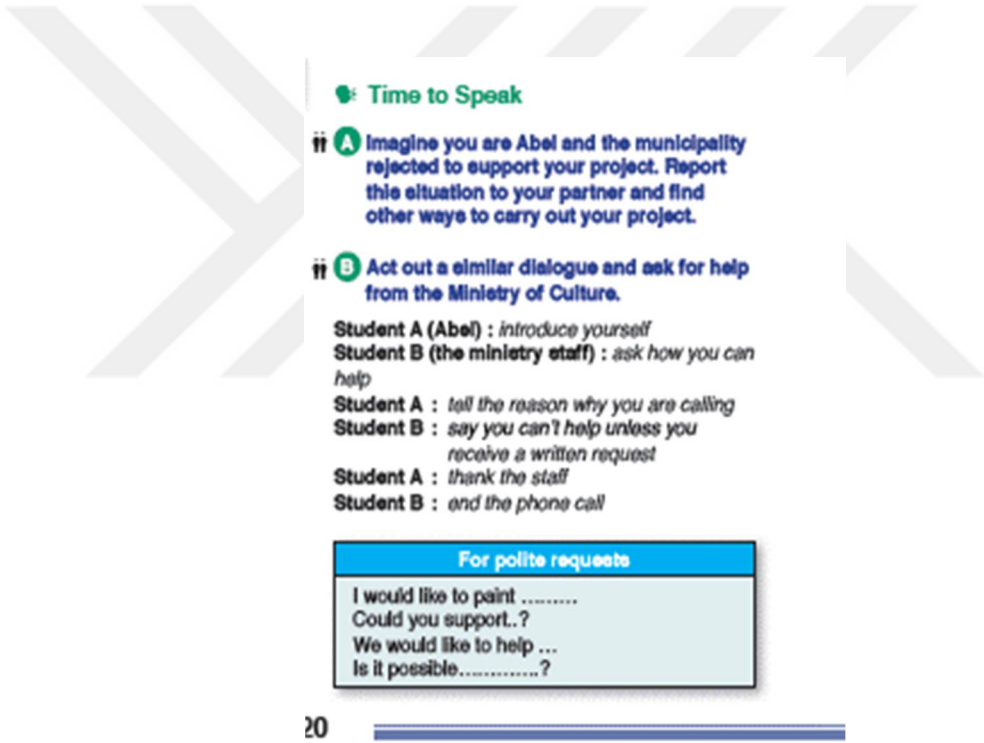 Time to Speak
A Imagine you are Abel and the municipality
rejected to support your project. Report
this situation to your partner and find
other ways to carry out your project.
B Act out a similar dialogue and ask for help
from the Ministry of Culture.
Student A (Abel) : introduce yourself
Student B (the ministry staff) : ask how you can
help
Student A : tell the reason why you are calling
Student B : say you can't help unless you
receive a written request
Student A : thank the staff
Student B : end the phone call
For polite requests
I would like to paint .........
Could you support..?
We would like to help ...
Is it possible.............?
20